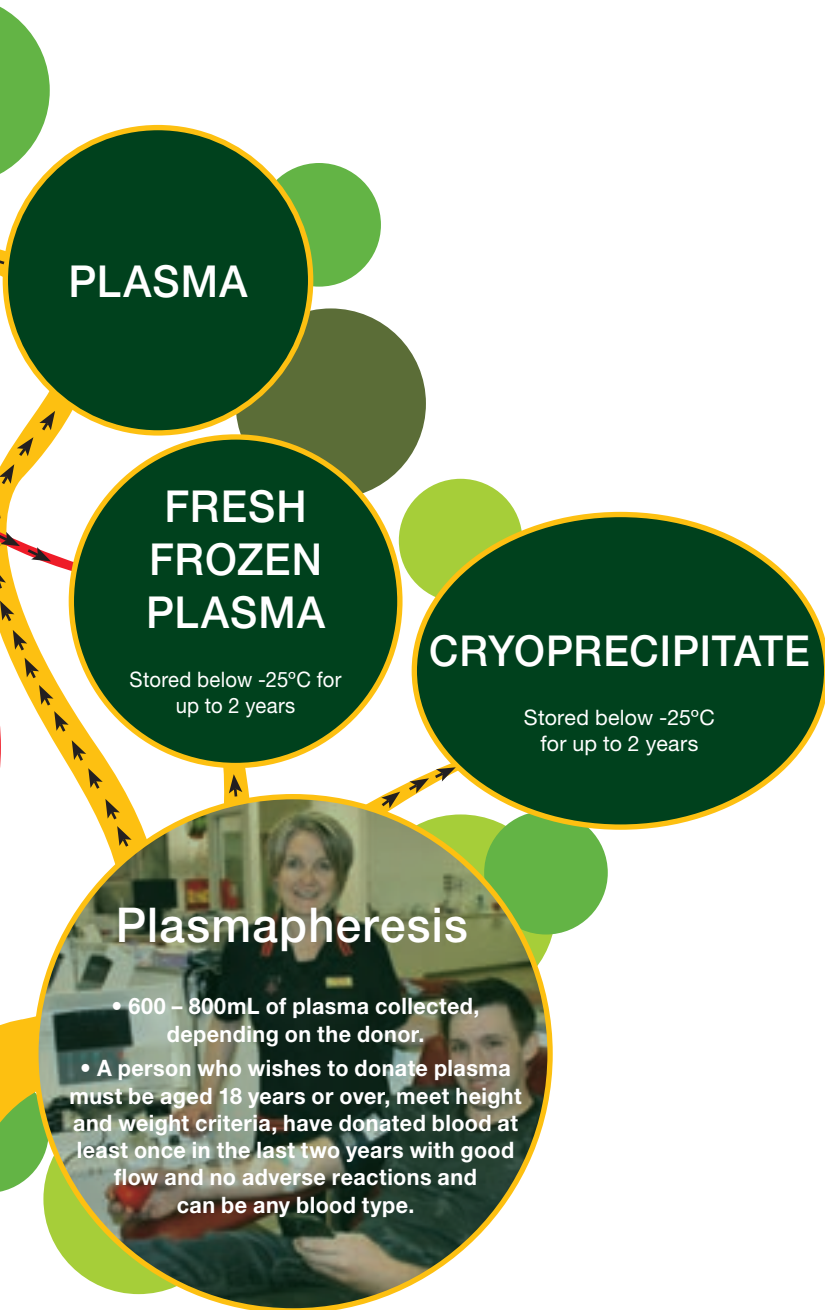 PLASMA
FRESH
FROZEN
PLASMA
Stored below -25ºC for
up to 2 years
CRYOPRECIPITATE
Stored below -25ºC
for up to 2 years
Plasmapheresis
• 600 – 800mL of plasma collected,
depending on the donor.
• A person who wishes to donate plasma
must be aged 18 years or over, meet height
and weight criteria, have donated blood at
least once in the last two years with good
flow and no adverse reactions and
can be any blood type.